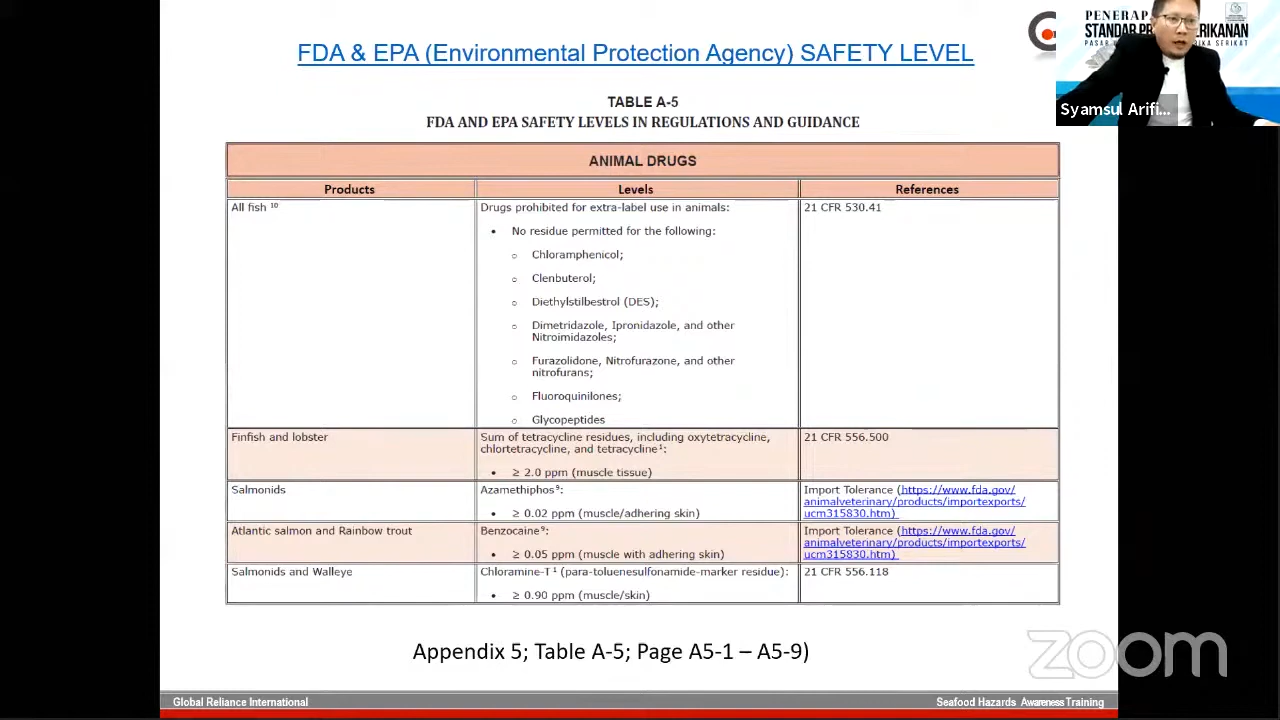 FDA & EPA (Environmental Protection Agency) SAFETY LEVEL
PENERAP
STANDAR PR ERIKANAN
PASAR IKA SERIKAT
Syamsul Arifi...
TABLE A-5
FDA AND EPA SAFETY LEVELS IN REGULATIONS AND GUIDANCE
ANIMAL DRUGS
Products Levels References
All fish ¹⁰ Drugs prohibited for extra-label use in animals: 21 CFR 530.41
• No residue permitted for the following:
o Chloramphenicol;
o Clenbuterol;
o Diethylstilbestrol (DES);
o Dimetridazole, Ipronidazole, and other
Nitroimidazoles;
o Furazolidone, Nitrofurazone, and other
nitrofurans;
o Fluoroquinilones;
o Glycopeptides
Finfish and lobster Sum of tetracycline residues, including oxytetracycline, 21 CFR 556.500
chlortetracycline, and tetracycline¹:
• ≥ 2.0 ppm (muscle tissue)
Salmonids Azamethiphos⁹: Import Tolerance (https://www.fda.gov/
animalveterinary/products/importexports/
• ≥ 0.02 ppm (muscle/adhering skin) ucm315830.htm)
Atlantic salmon and Rainbow trout Benzocaine⁹: Import Tolerance (https://www.fda.gov/
animalveterinary/products/importexports/
• ≥ 0.05 ppm (muscle with adhering skin) ucm315830.htm)
Salmonids and Walleye Chloramine-T¹ (para-toluenesulfonamide-marker residue): 21 CFR 556.118
• ≥ 0.90 ppm (muscle/skin)
Appendix 5; Table A-5; Page A5-1 – A5-9)
zoom
Global Reliance International Seafood Hazards Awareness Training